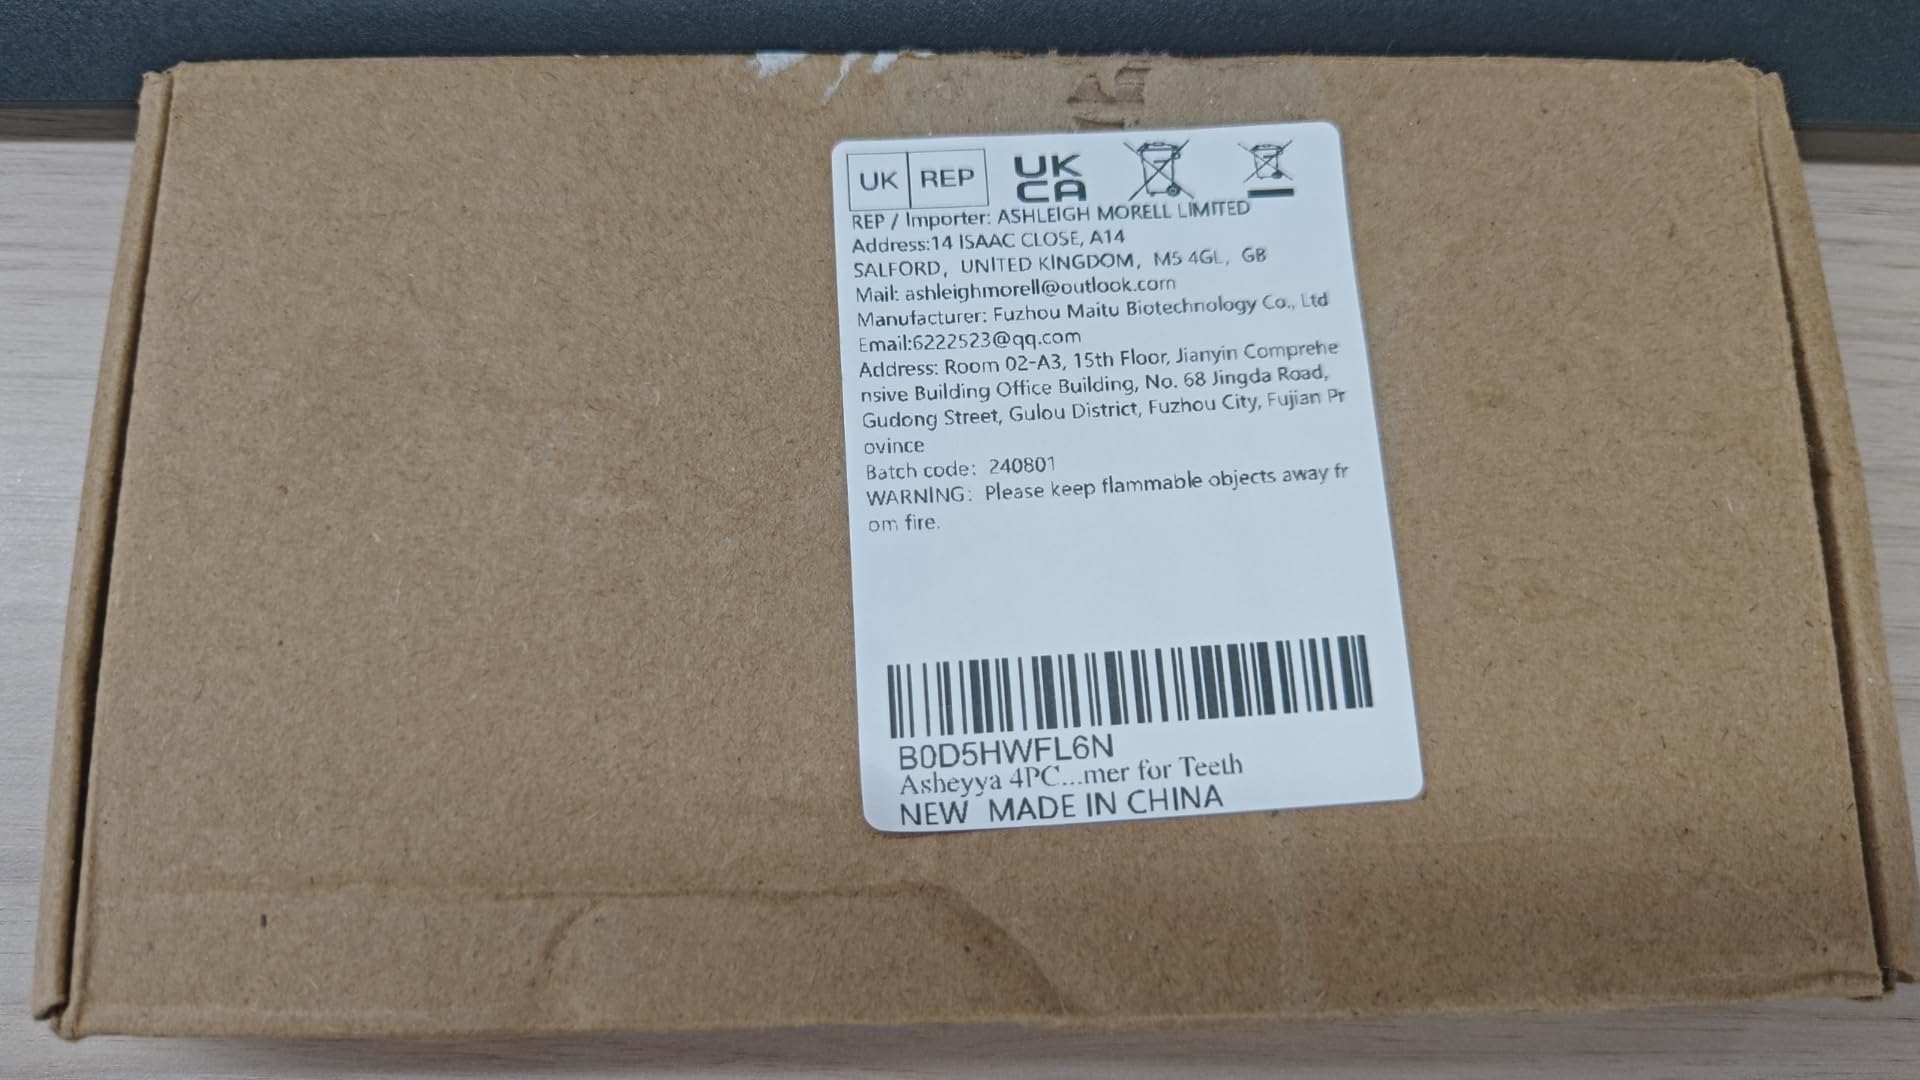 UK REP UK CA
REP / Importer: ASHLEIGH MORELL LIMITED
Address:14 ISAAC CLOSE, A14
SALFORD, UNITED KINGDOM, M5 4GL, GB
Mail: ashleighmorell@outlook.com
Manufacturer: Fuzhou Maitu Biotechnology Co., Ltd
Email:6222523@qq.com
Address: Room 02-A3, 15th Floor, Jianyin Comprehe
nsive Building Office Building, No. 68 Jingda Road,
Gudong Street, Gulou District, Fuzhou City, Fujian Pr
ovince
Batch code: 240801
WARNING: Please keep flammable objects away fr
om fire.
B0D5HWFL6N
Asheyya 4PC...mer for Teeth
NEW MADE IN CHINA